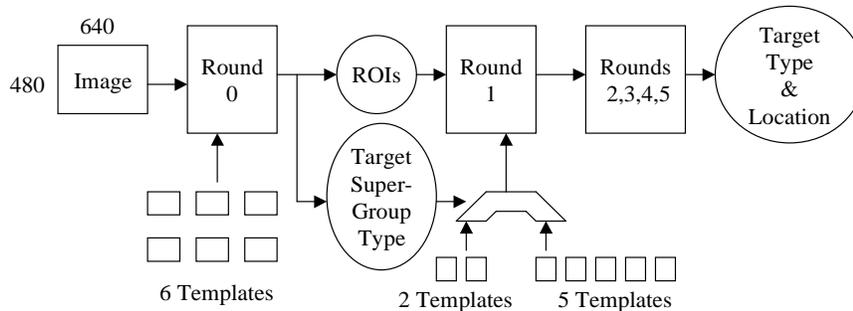 640
480
Image
Round
0
ROIs
Round
1
Rounds
2,3,4,5
Target
Type
&
Location
Target
Super-
Group
Type
6 Templates
2 Templates
5 Templates